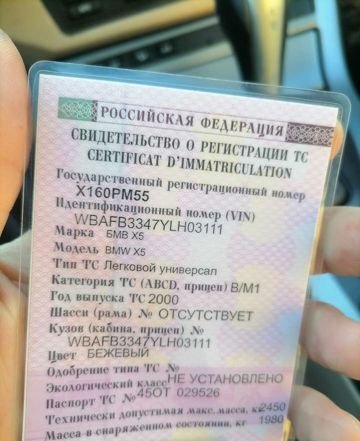 РОССИЙСКАЯ ФЕДЕРАЦИЯ
СВИДЕТЕЛЬСТВО О РЕГИСТРАЦИИ ТС
CERTIFICAT D'IMMATRICULATION
Государственный регистрационный номер
Х160РМ55
Идентификационный номер (VIN)
WBAFB3347YLH03111
Марка БМВ Х5
Модель BMW X5
Тип ТС Легковой универсал
Категория ТС (ABCD, прицеп) B/M1
Год выпуска ТС 2000
Шасси (рама) № ОТСУТСТВУЕТ
Кузов (кабина, прицеп) №
WBAFB3347YLH03111
Цвет БЕЖЕВЫЙ
Одобрение типа ТС №
Экологический класс НЕ УСТАНОВЛЕНО
Паспорт ТС № 45ОТ 029526
Технически допустимая макс. масса, кг 2450
Масса в снаряженном состоянии, кг 1980